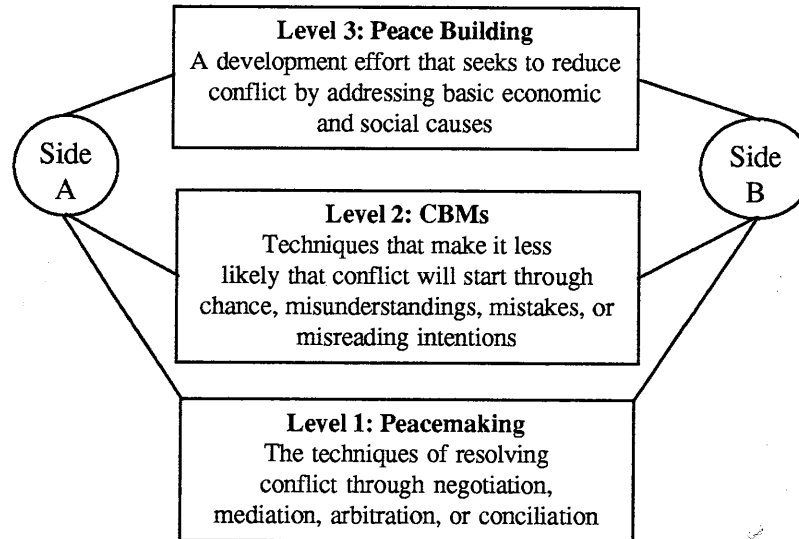 Level 3: Peace Building
A development effort that seeks to reduce
conflict by addressing basic economic
and social causes
Side
A
Side
B
Level 2: CBMs
Techniques that make it less
likely that conflict will start through
chance, misunderstandings, mistakes, or
misreading intentions
Level 1: Peacemaking
The techniques of resolving
conflict through negotiation,
mediation, arbitration, or conciliation